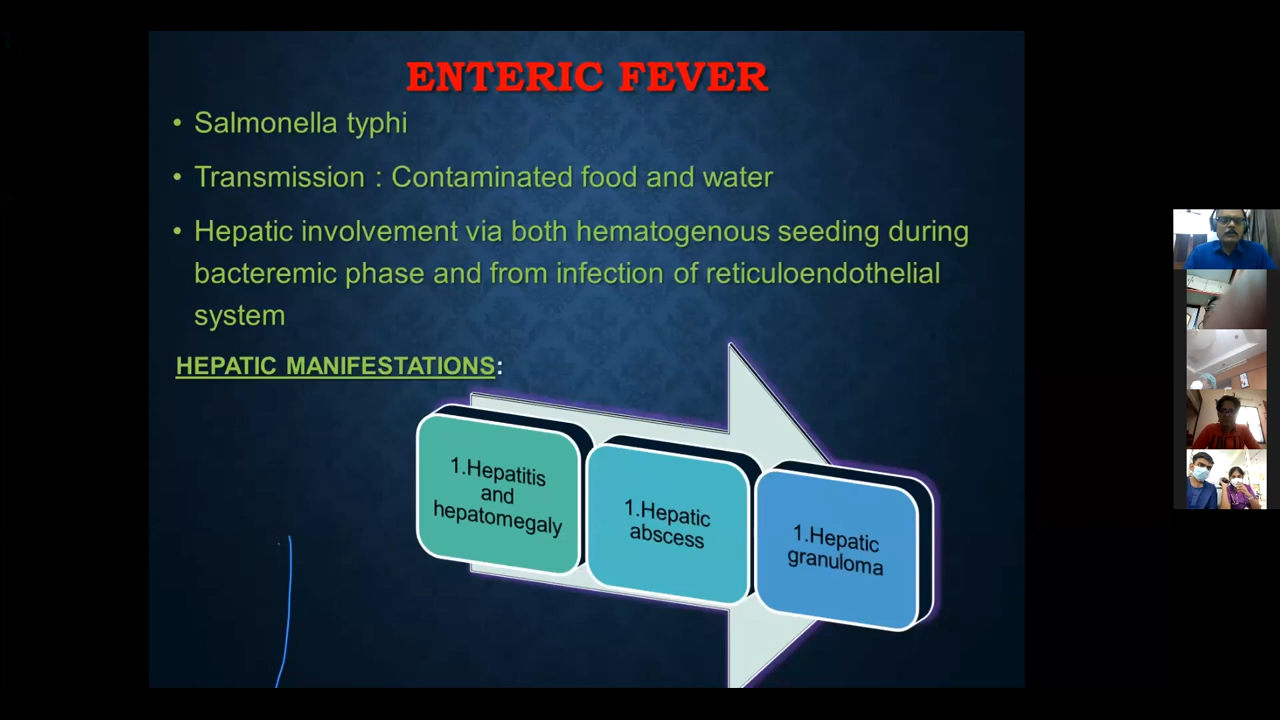 ENTERIC FEVER
• Salmonella typhi
• Transmission : Contaminated food and water
• Hepatic involvement via both hematogenous seeding during
bacteremic phase and from infection of reticuloendothelial
system
HEPATIC MANIFESTATIONS:
1.Hepatitis
and
hepatomegaly
1.Hepatic
abscess
1.Hepatic
granuloma